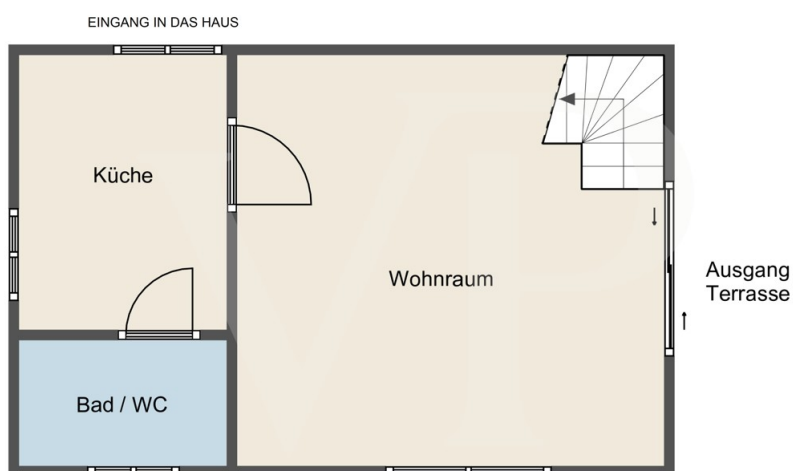 EINGANG IN DAS HAUS
Küche
Wohnraum
Ausgang
Terrasse
Bad / WC